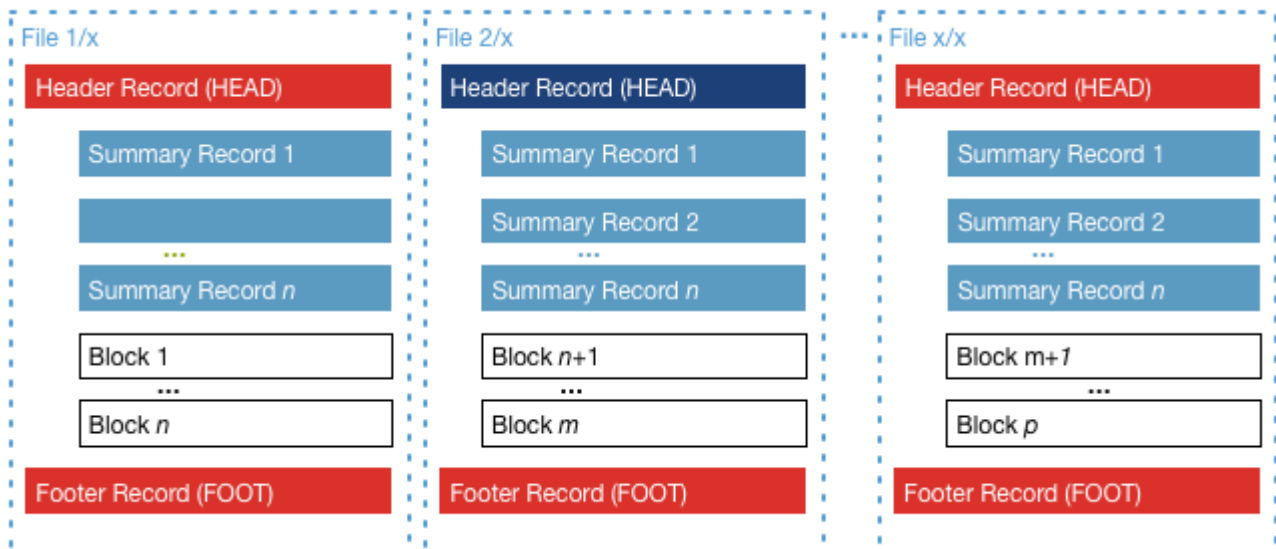 File 1/x
Header Record (HEAD)
Summary Record 1
...
Summary Record n
Block 1
...
Block n
Footer Record (FOOT)
File 2/x
Header Record (HEAD)
Summary Record 1
Summary Record 2
...
Summary Record n
Block n+1
...
Block m
Footer Record (FOOT)
...
File x/x
Header Record (HEAD)
Summary Record 1
Summary Record 2
...
Summary Record n
Block m+1
...
Block p
Footer Record (FOOT)